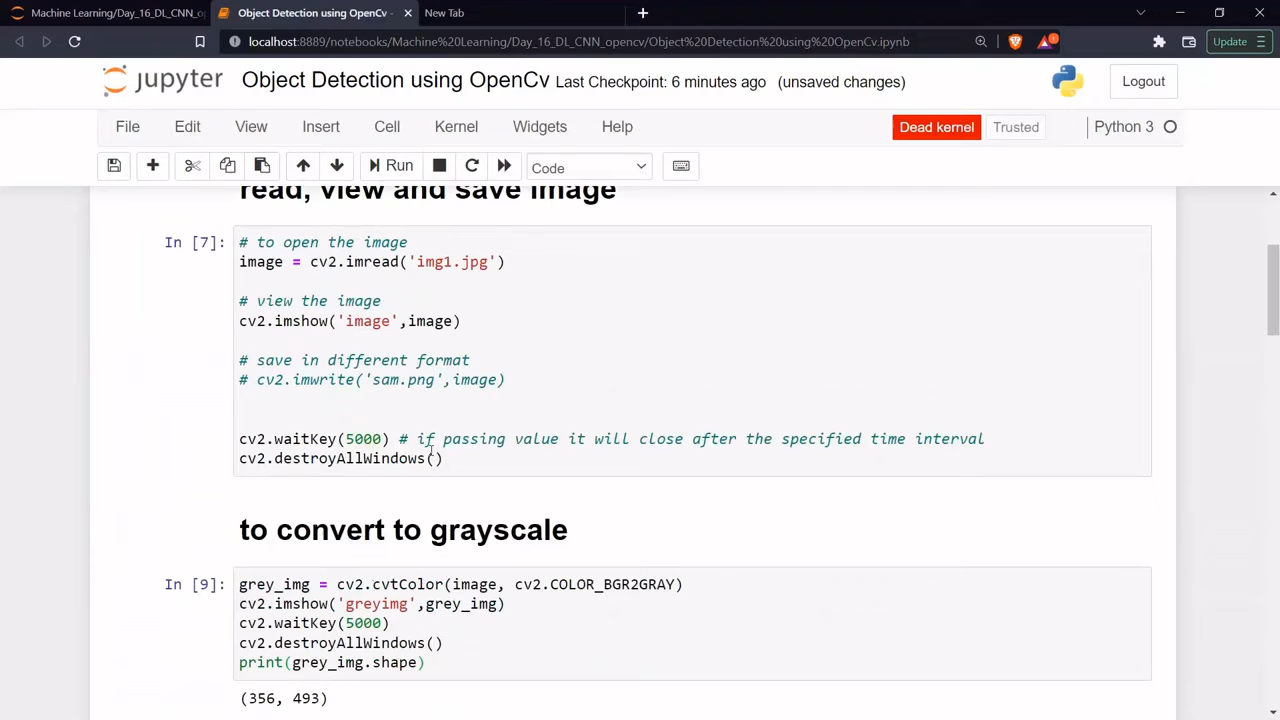 Machine Learning/Day_16_DL_CNN_op
Object Detection using OpenCv -
New Tab
localhost:8889/notebooks/Machine%20Learning/Day_16_DL_CNN_opencv/Object%20Detection%20using%20OpenCv.ipynb
Update
jupyter Object Detection using OpenCv Last Checkpoint: 6 minutes ago (unsaved changes)
Logout
File Edit View Insert Cell Kernel Widgets Help
Dead kernel Trusted Python 3
Run Code
read, view and save image
In [7]: # to open the image
image = cv2.imread('img1.jpg')
# view the image
cv2.imshow('image',image)
# save in different format
# cv2.imwrite('sam.png',image)
cv2.waitKey(5000) # if passing value it will close after the specified time interval
cv2.destroyAllWindows()
to convert to grayscale
In [9]: grey_img = cv2.cvtColor(image, cv2.COLOR_BGR2GRAY)
cv2.imshow('greyimg',grey_img)
cv2.waitKey(5000)
cv2.destroyAllWindows()
print(grey_img.shape)
(356, 493)